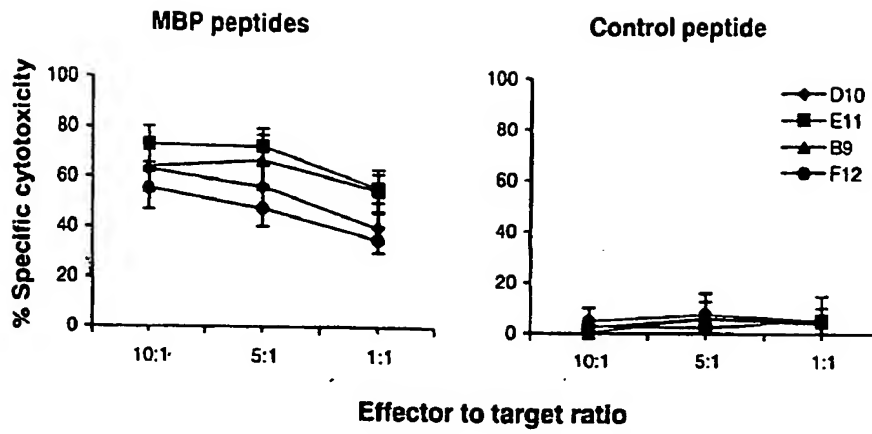 MBP peptides
Control peptide
% Specific cytotoxicity
100
80
60
40
20
0
10:1
5:1
1:1
100
80
60
40
20
0
10:1
5:1
1:1
D10
E11
B9
F12
Effector to target ratio